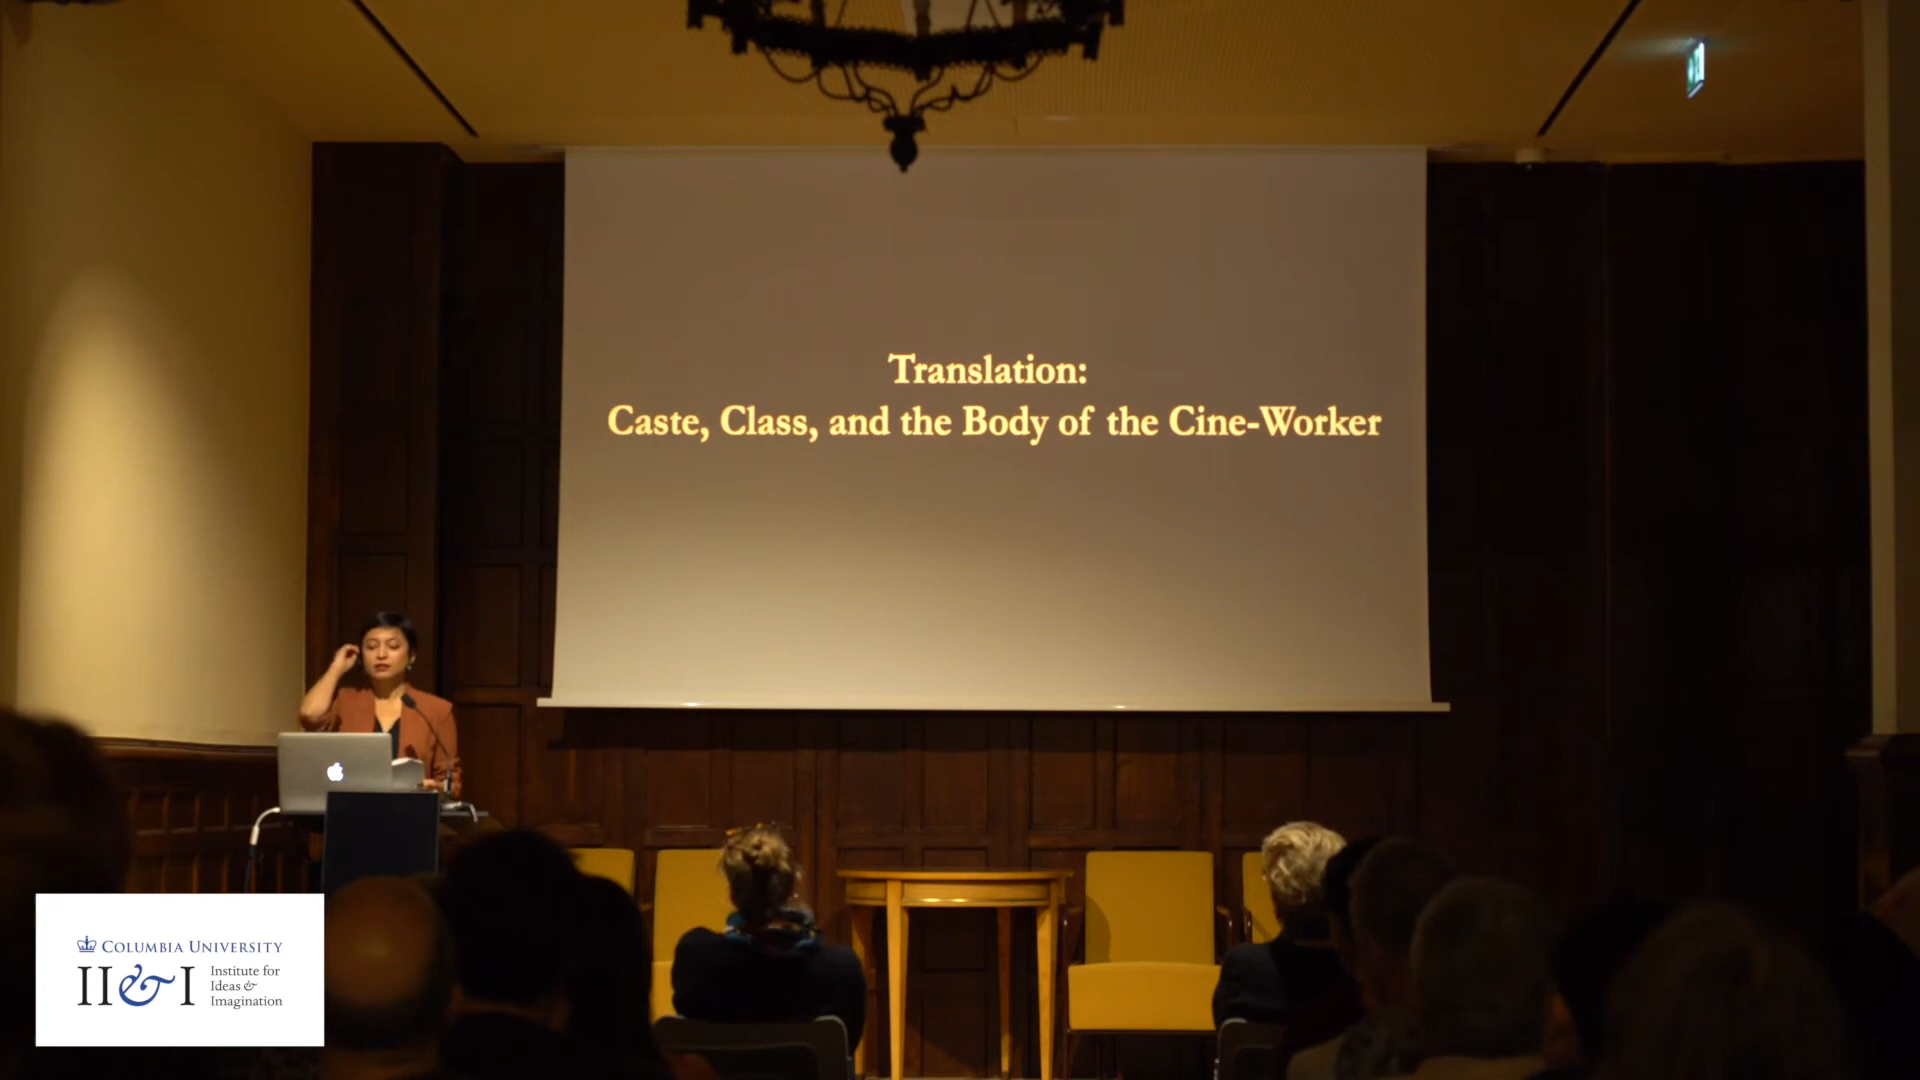 Translation:
Caste, Class, and the Body of the Cine-Worker
COLUMBIA UNIVERSITY
II&I
Institute for
Ideas &
Imagination